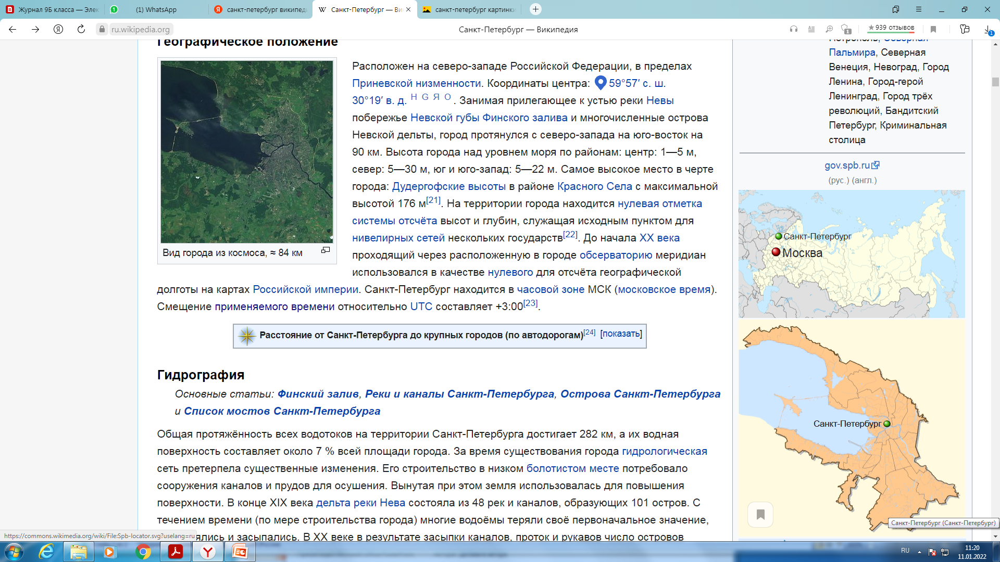 Журнал 9Б класса — Элек
(1) WhatsApp
санкт-петербург википеди
Санкт-Петербург — Ви
санкт-петербург картинки
ru.wikipedia.org
Санкт-Петербург — Википедия
★ 939 отзывов
Географическое положение
Расположен на северо-западе Российской Федерации, в пределах
Приневской низменности. Координаты центра: 59°57′ с. ш.
30°19′ в. д. H G Я O . Занимая прилегающее к устью реки Невы
побережье Невской губы Финского залива и многочисленные острова
Невской дельты, город протянулся с северо-запада на юго-восток на
90 км. Высота города над уровнем моря по районам: центр: 1—5 м,
север: 5—30 м, юг и юго-запад: 5—22 м. Самое высокое место в черте
города: Дудергофские высоты в районе Красного Села с максимальной
высотой 176 м[21]. На территории города находится нулевая отметка
системы отсчёта высот и глубин, служащая исходным пунктом для
нивелирных сетей нескольких государств[22]. До начала XX века
проходящий через расположенную в городе обсерваторию меридиан
использовался в качестве нулевого для отсчёта географической
долготы на картах Российской империи. Санкт-Петербург находится в часовой зоне МСК (московское время).
Смещение применяемого времени относительно UTC составляет +3:00[23].
Вид города из космоса, ≈ 84 км
Расстояние от Санкт-Петербурга до крупных городов (по автодорогам)[24] [показать]
Гидрография
Основные статьи: Финский залив, Реки и каналы Санкт-Петербурга, Острова Санкт-Петербурга
и Список мостов Санкт-Петербурга
Общая протяжённость всех водотоков на территории Санкт-Петербурга достигает 282 км, а их водная
поверхность составляет около 7 % всей площади города. За время существования города гидрологическая
сеть претерпела существенные изменения. Его строительство в низком болотистом месте потребовало
сооружения каналов и прудов для осушения. Вынутая при этом земля использовалась для повышения
поверхности. В конце XIX века дельта реки Нева состояла из 48 рек и каналов, образующих 101 остров. С
течением времени (по мере строительства города) многие водоёмы теряли своё первоначальное значение,
ялись и засыпались. В XX веке в результате засыпки каналов, проток и рукавов число островов
Петрополь, Северная
Пальмира, Северная
Венеция, Невоград, Город
Ленина, Город-герой
Ленинград, Город трёх
революций, Бандитский
Петербург, Криминальная
столица
gov.spb.ru
(рус.) (англ.)
Санкт-Петербург
Москва
Санкт-Петербург
Санкт-Петербург (Санкт-Петербург)
https://commons.wikimedia.org/wiki/File:Spb-locator.svg?uselang=ru
RU
11:20
11.01.2022